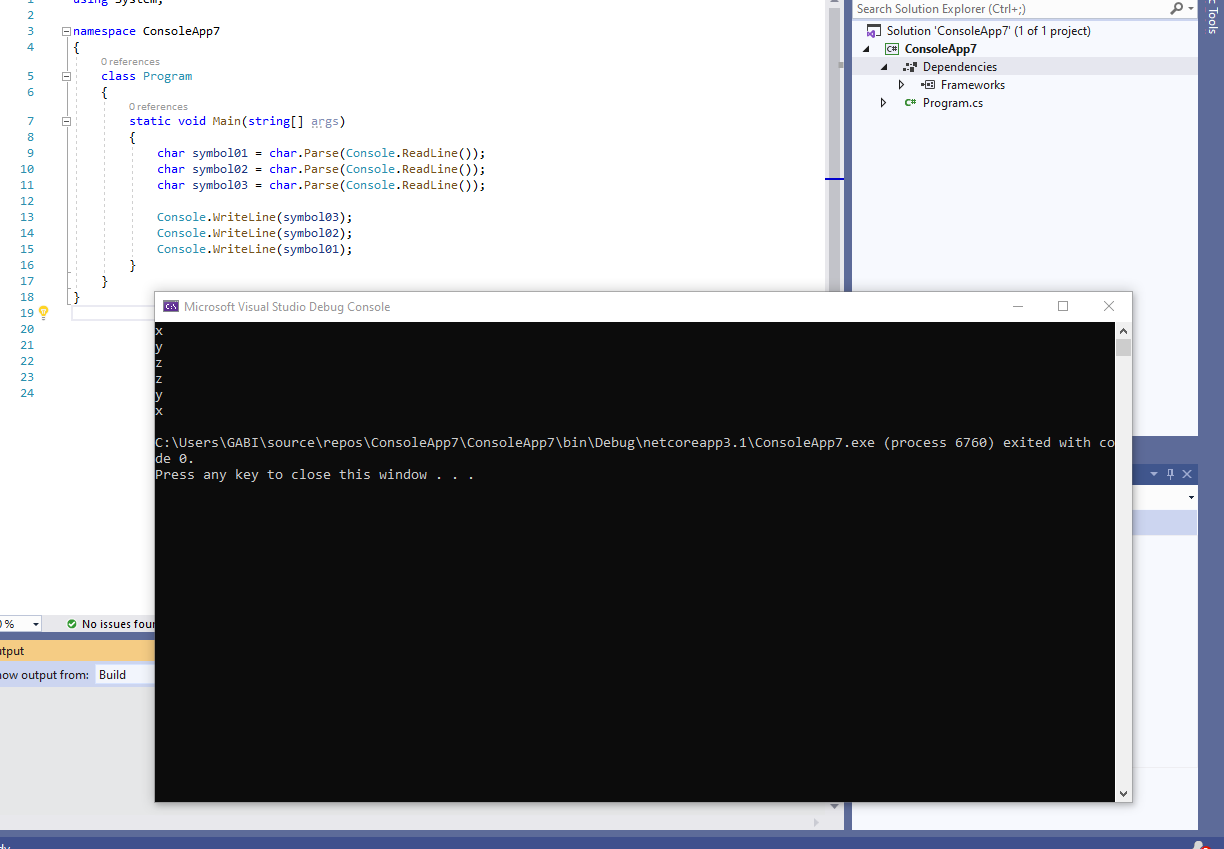 using System;
1
2
3 namespace ConsoleApp7
4 {
0 references
5 class Program
6 {
0 references
7 static void Main(string[] args)
8 {
9 char symbol01 = char.Parse(Console.ReadLine());
10 char symbol02 = char.Parse(Console.ReadLine());
11 char symbol03 = char.Parse(Console.ReadLine());
12
13 Console.WriteLine(symbol03);
14 Console.WriteLine(symbol02);
15 Console.WriteLine(symbol01);
16 }
17 }
18 }
19
20
21
22
23
24
Search Solution Explorer (Ctrl+;)
Solution 'ConsoleApp7' (1 of 1 project)
C# ConsoleApp7
Dependencies
Frameworks
C# Program.cs
Tools
C:\ Microsoft Visual Studio Debug Console
x
y
z
z
y
x
C:\Users\GABI\source\repos\ConsoleApp7\ConsoleApp7\bin\Debug\netcoreapp3.1\ConsoleApp7.exe (process 6760) exited with co
de 0.
Press any key to close this window . . .
%
No issues four
utput
how output from: Build